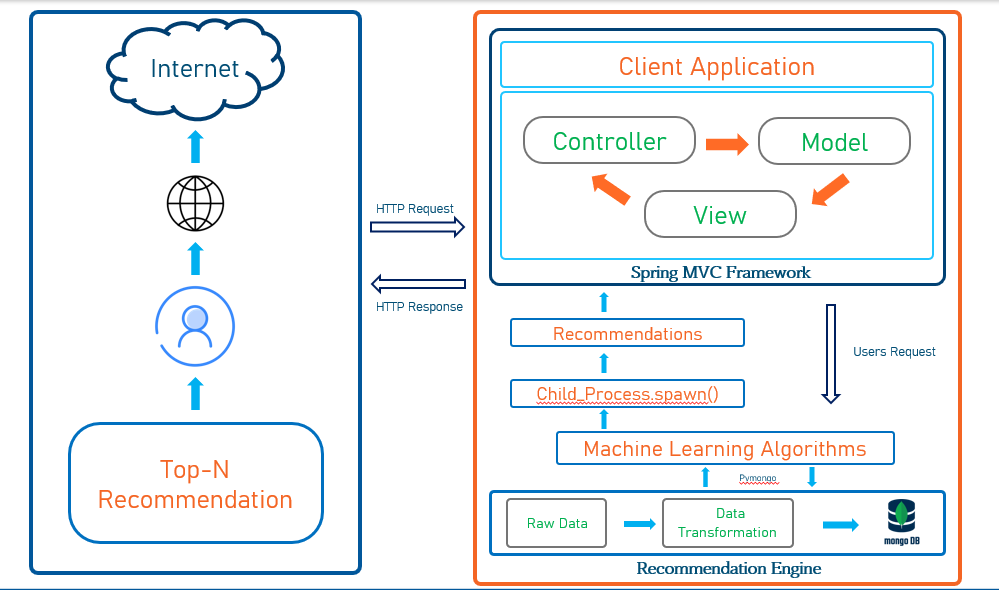 Internet
Top-N
Recommendation
HTTP Request
HTTP Response
Client Application
Controller
Model
View
Spring MVC Framework
Recommendations
Users Request
Child_Process.spawn()
Machine Learning Algorithms
Pymongo
Raw Data
Data
Transformation
mongo DB
Recommendation Engine